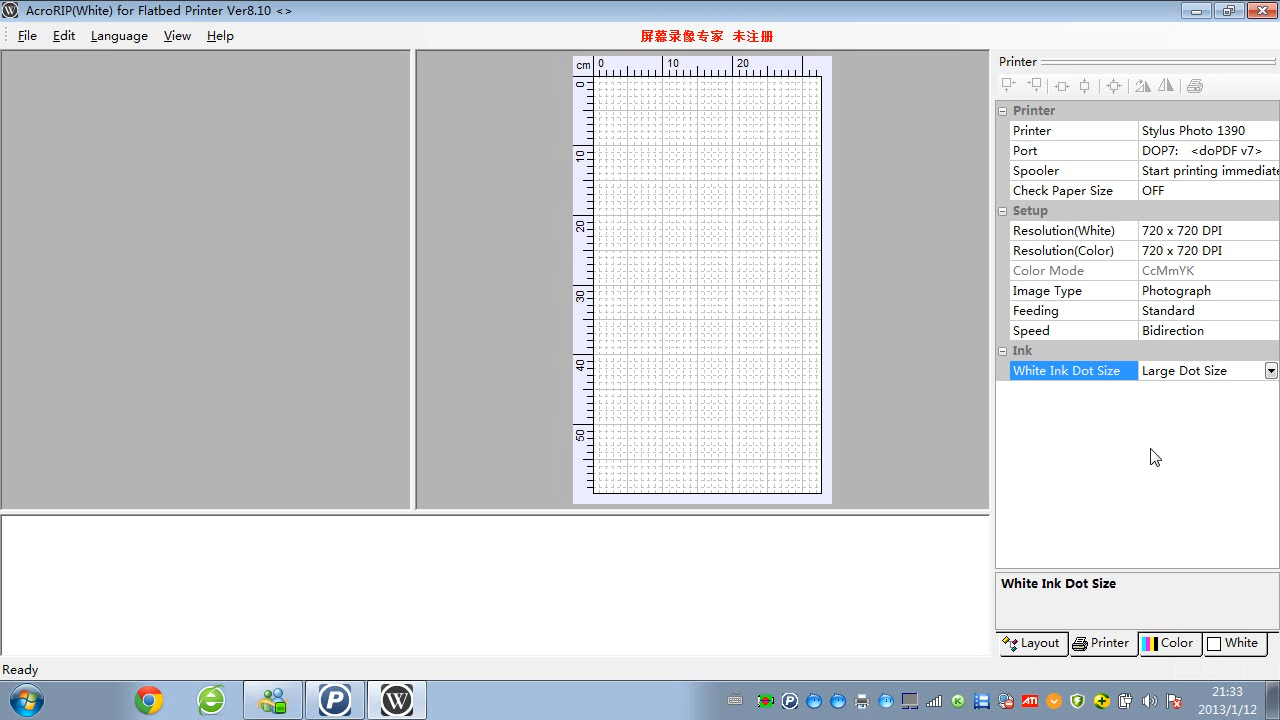 AcroRIP(White) for Flatbed Printer Ver8.10 <>
File Edit Language View Help
屏幕录像专家 未注册
cm 0 10 20
0
10
20
30
40
50
Printer
Printer
Printer Stylus Photo 1390
Port DOP7: <doPDF v7>
Spooler Start printing immediate
Check Paper Size OFF
Setup
Resolution(White) 720 x 720 DPI
Resolution(Color) 720 x 720 DPI
Color Mode CcMmYK
Image Type Photograph
Feeding Standard
Speed Bidirection
Ink
White Ink Dot Size Large Dot Size
White Ink Dot Size
Layout Printer Color White
Ready
21:33
2013/1/12